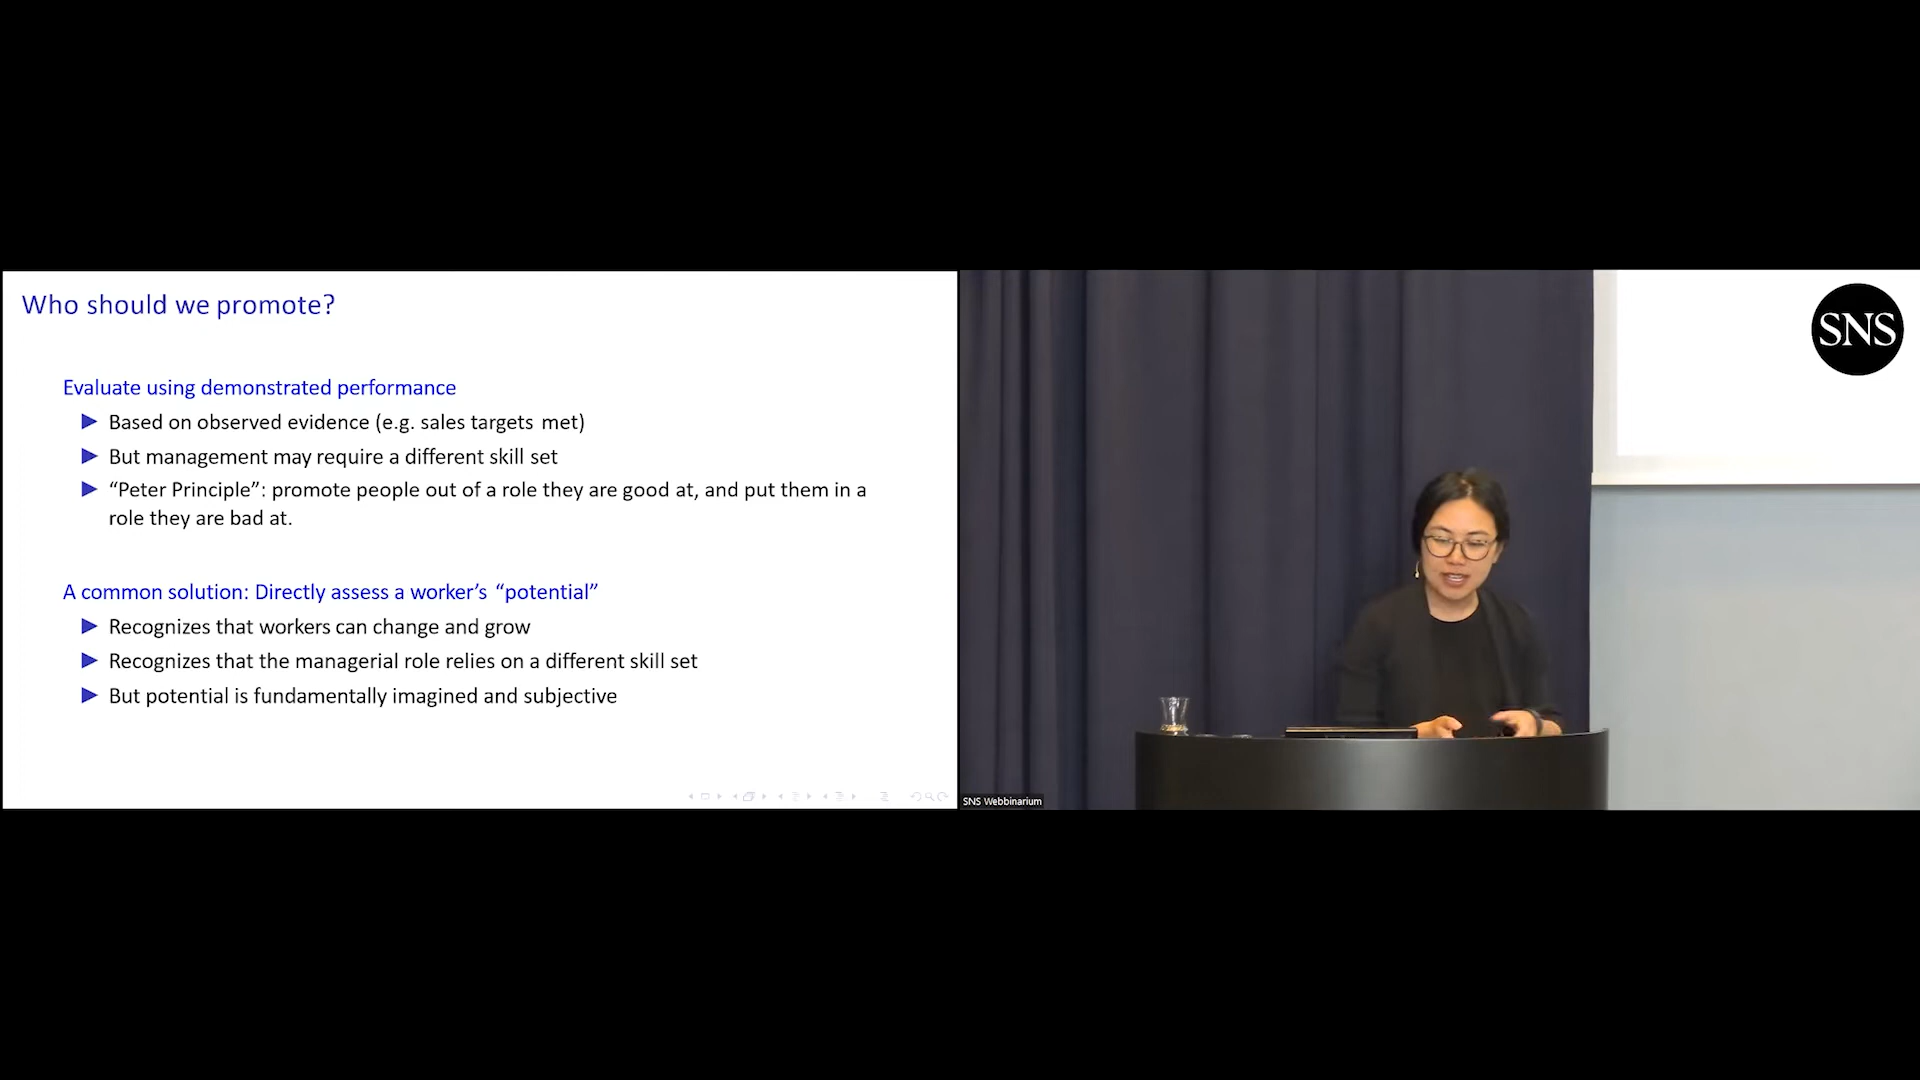 Who should we promote?
Evaluate using demonstrated performance
Based on observed evidence (e.g. sales targets met)
But management may require a different skill set
“Peter Principle”: promote people out of a role they are good at, and put them in a
role they are bad at.
A common solution: Directly assess a worker’s “potential”
Recognizes that workers can change and grow
Recognizes that the managerial role relies on a different skill set
But potential is fundamentally imagined and subjective
SNS
SNS Webbinarium